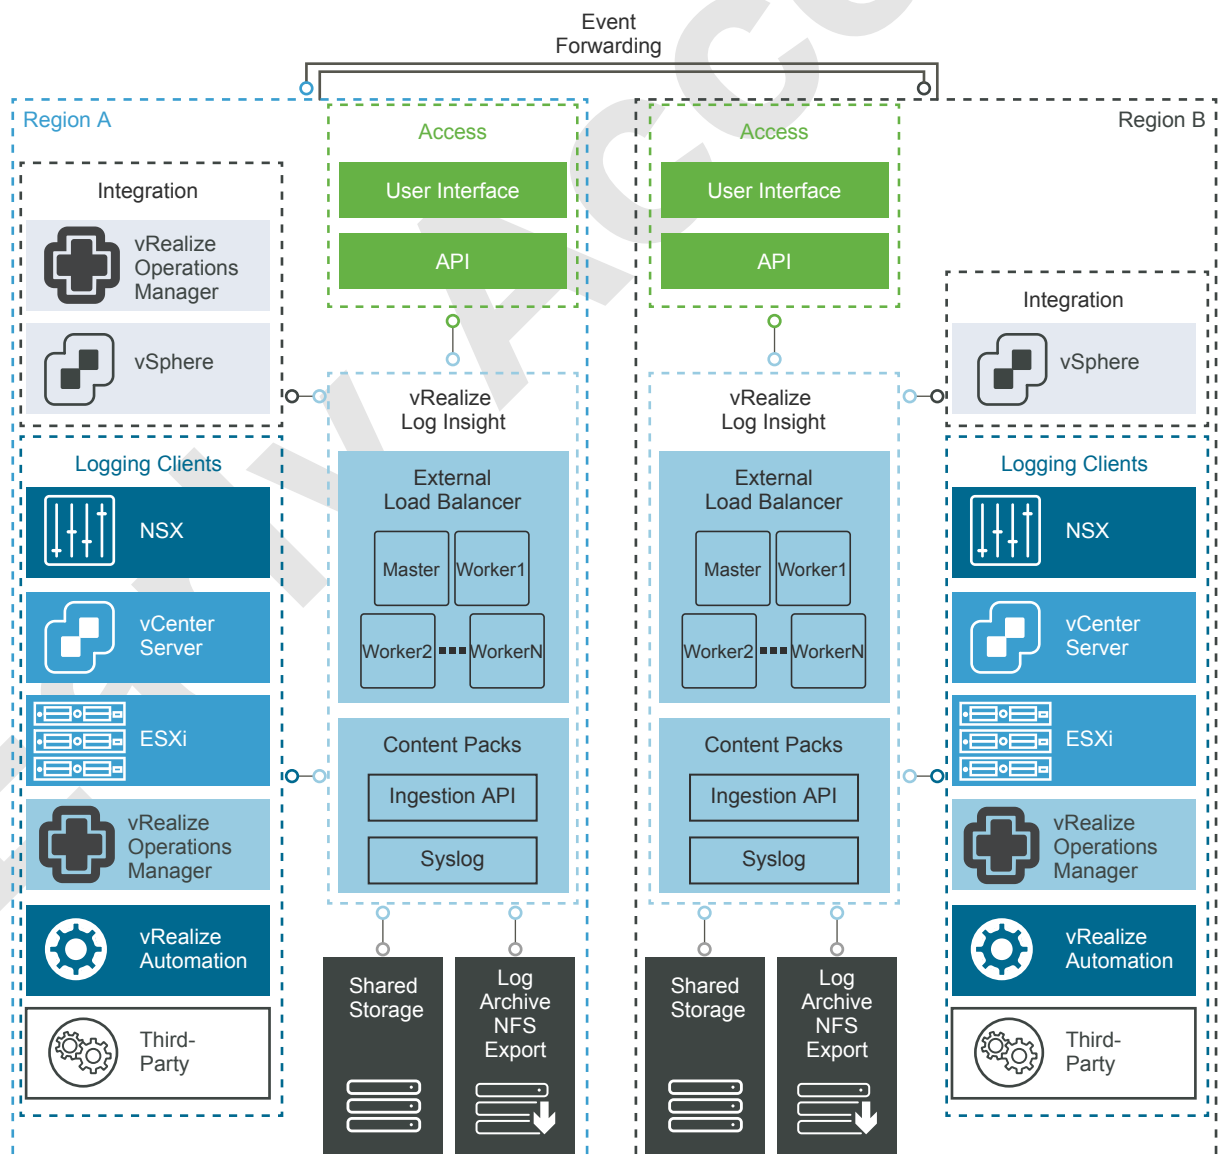 Event
Forwarding
Region A
Integration
vRealize
Operations
Manager
vSphere
Logging Clients
NSX
vCenter
Server
ESXi
vRealize
Operations
Manager
vRealize
Automation
Third-
Party
Access
User Interface
API
vRealize
Log Insight
External
Load Balancer
Master
Worker1
Worker2
WorkerN
Content Packs
Ingestion API
Syslog
Shared
Storage
Log
Archive
NFS
Export
Region B
Access
User Interface
API
vRealize
Log Insight
External
Load Balancer
Master
Worker1
Worker2
WorkerN
Content Packs
Ingestion API
Syslog
Shared
Storage
Log
Archive
NFS
Export
Integration
vSphere
Logging Clients
NSX
vCenter
Server
ESXi
vRealize
Operations
Manager
vRealize
Automation
Third-
Party